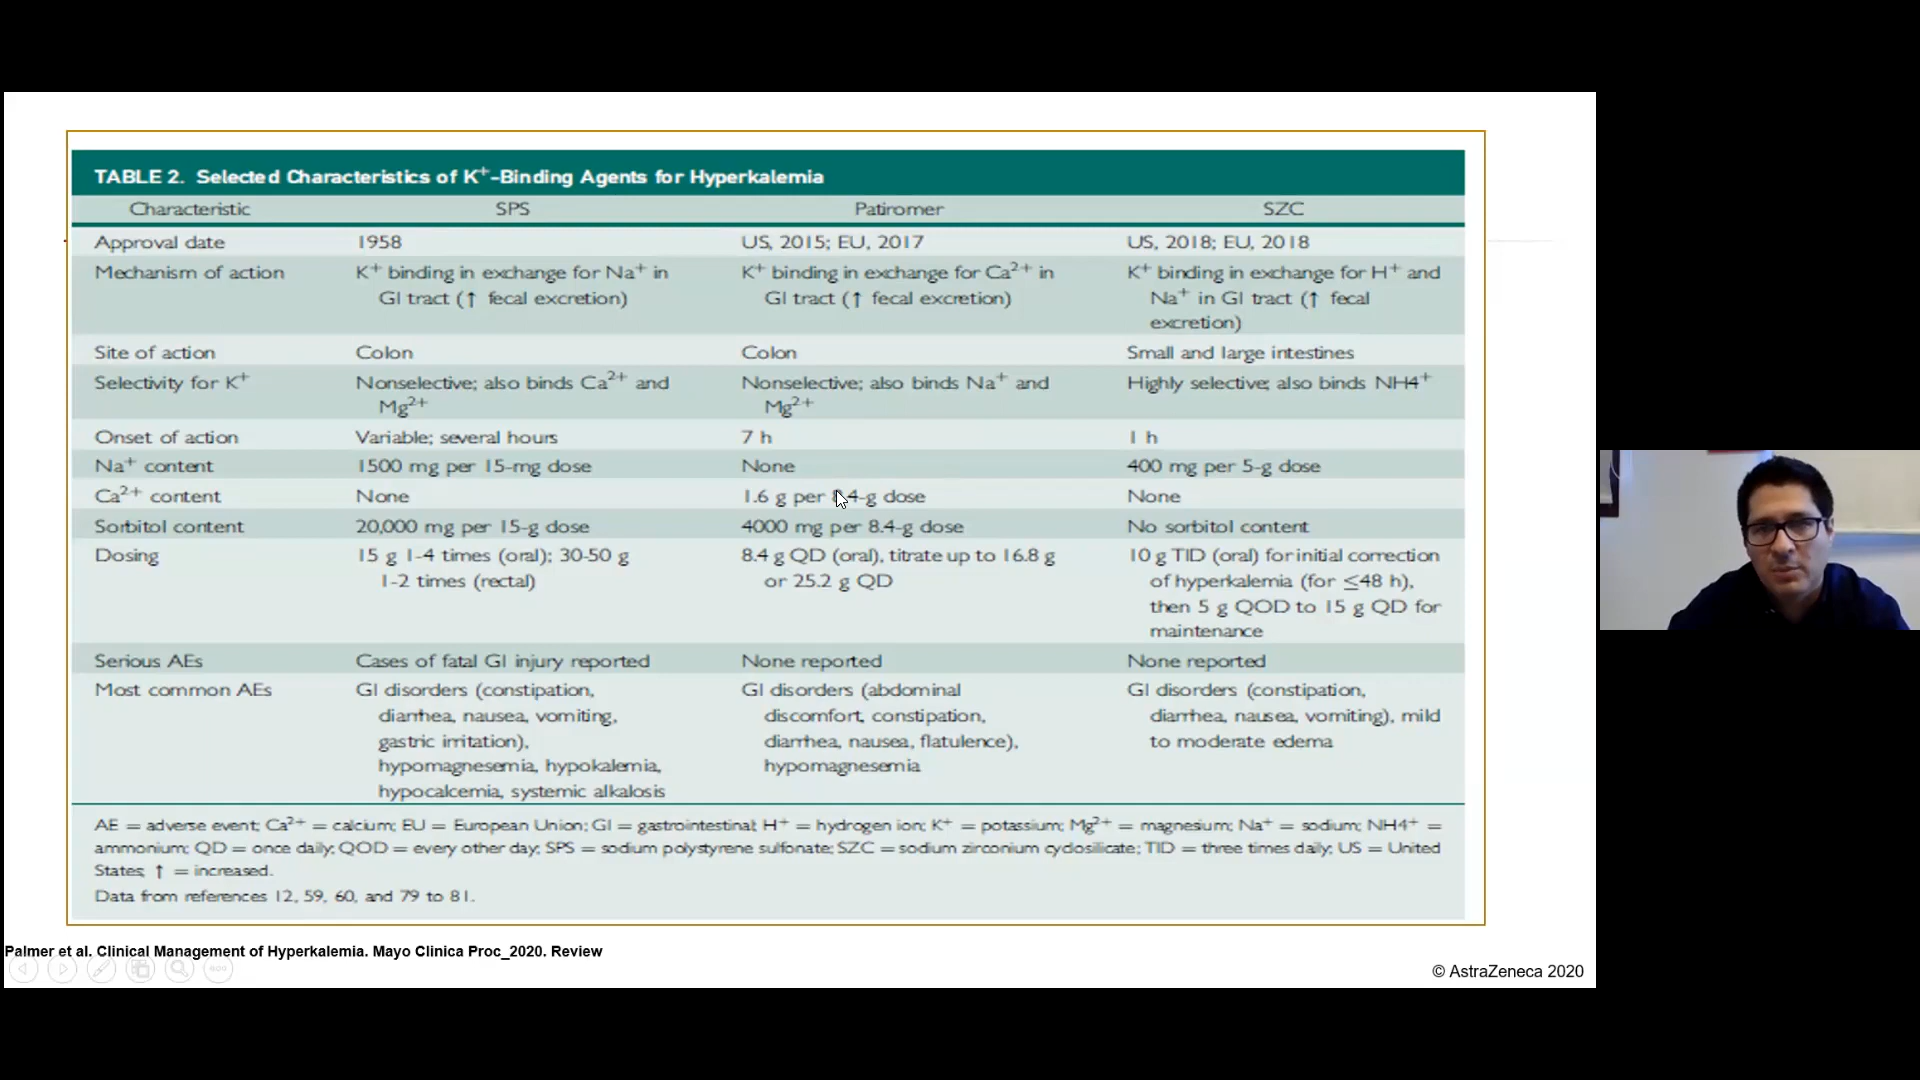 TABLE 2. Selected Characteristics of K+-Binding Agents for Hyperkalemia
Characteristic SPS Patiromer SZC
Approval date 1958 US, 2015; EU, 2017 US, 2018; EU, 2018
Mechanism of action K+ binding in exchange for Na+ in K+ binding in exchange for Ca2+ in K+ binding in exchange for H+ and
GI tract (↑ fecal excretion) GI tract (↑ fecal excretion) Na+ in GI tract (↑ fecal
excretion)
Site of action Colon Colon Small and large intestines
Selectivity for K+ Nonselective; also binds Ca2+ and Nonselective; also binds Na+ and Highly selective; also binds NH4+
Mg2+ Mg2+
Onset of action Variable; several hours 7 h 1 h
Na+ content 1500 mg per 15-mg dose None 400 mg per 5-g dose
Ca2+ content None 1.6 g per 8.4-g dose None
Sorbitol content 20,000 mg per 15-g dose 4000 mg per 8.4-g dose No sorbitol content
Dosing 15 g 1-4 times (oral); 30-50 g 8.4 g QD (oral), titrate up to 16.8 g 10 g TID (oral) for initial correction
1-2 times (rectal) or 25.2 g QD of hyperkalemia (for ≤48 h),
then 5 g QOD to 15 g QD for
maintenance
Serious AEs Cases of fatal GI injury reported None reported None reported
Most common AEs GI disorders (constipation, GI disorders (abdominal GI disorders (constipation,
diarrhea, nausea, vomiting, discomfort, constipation, diarrhea, nausea, vomiting), mild
gastric irritation), diarrhea, nausea, flatulence), to moderate edema
hypomagnesemia, hypokalemia, hypomagnesemia
hypocalcemia, systemic alkalosis
AE = adverse event; Ca2+ = calcium; EU = European Union; GI = gastrointestinal; H+ = hydrogen ion; K+ = potassium; Mg2+ = magnesium; Na+ = sodium; NH4+ =
ammonium; QD = once daily; QOD = every other day; SPS = sodium polystyrene sulfonate; SZC = sodium zirconium cyclosilicate; TID = three times daily; US = United
States; ↑ = increased.
Data from references 12, 59, 60, and 79 to 81.
Palmer et al. Clinical Management of Hyperkalemia. Mayo Clinica Proc_2020. Review
© AstraZeneca 2020